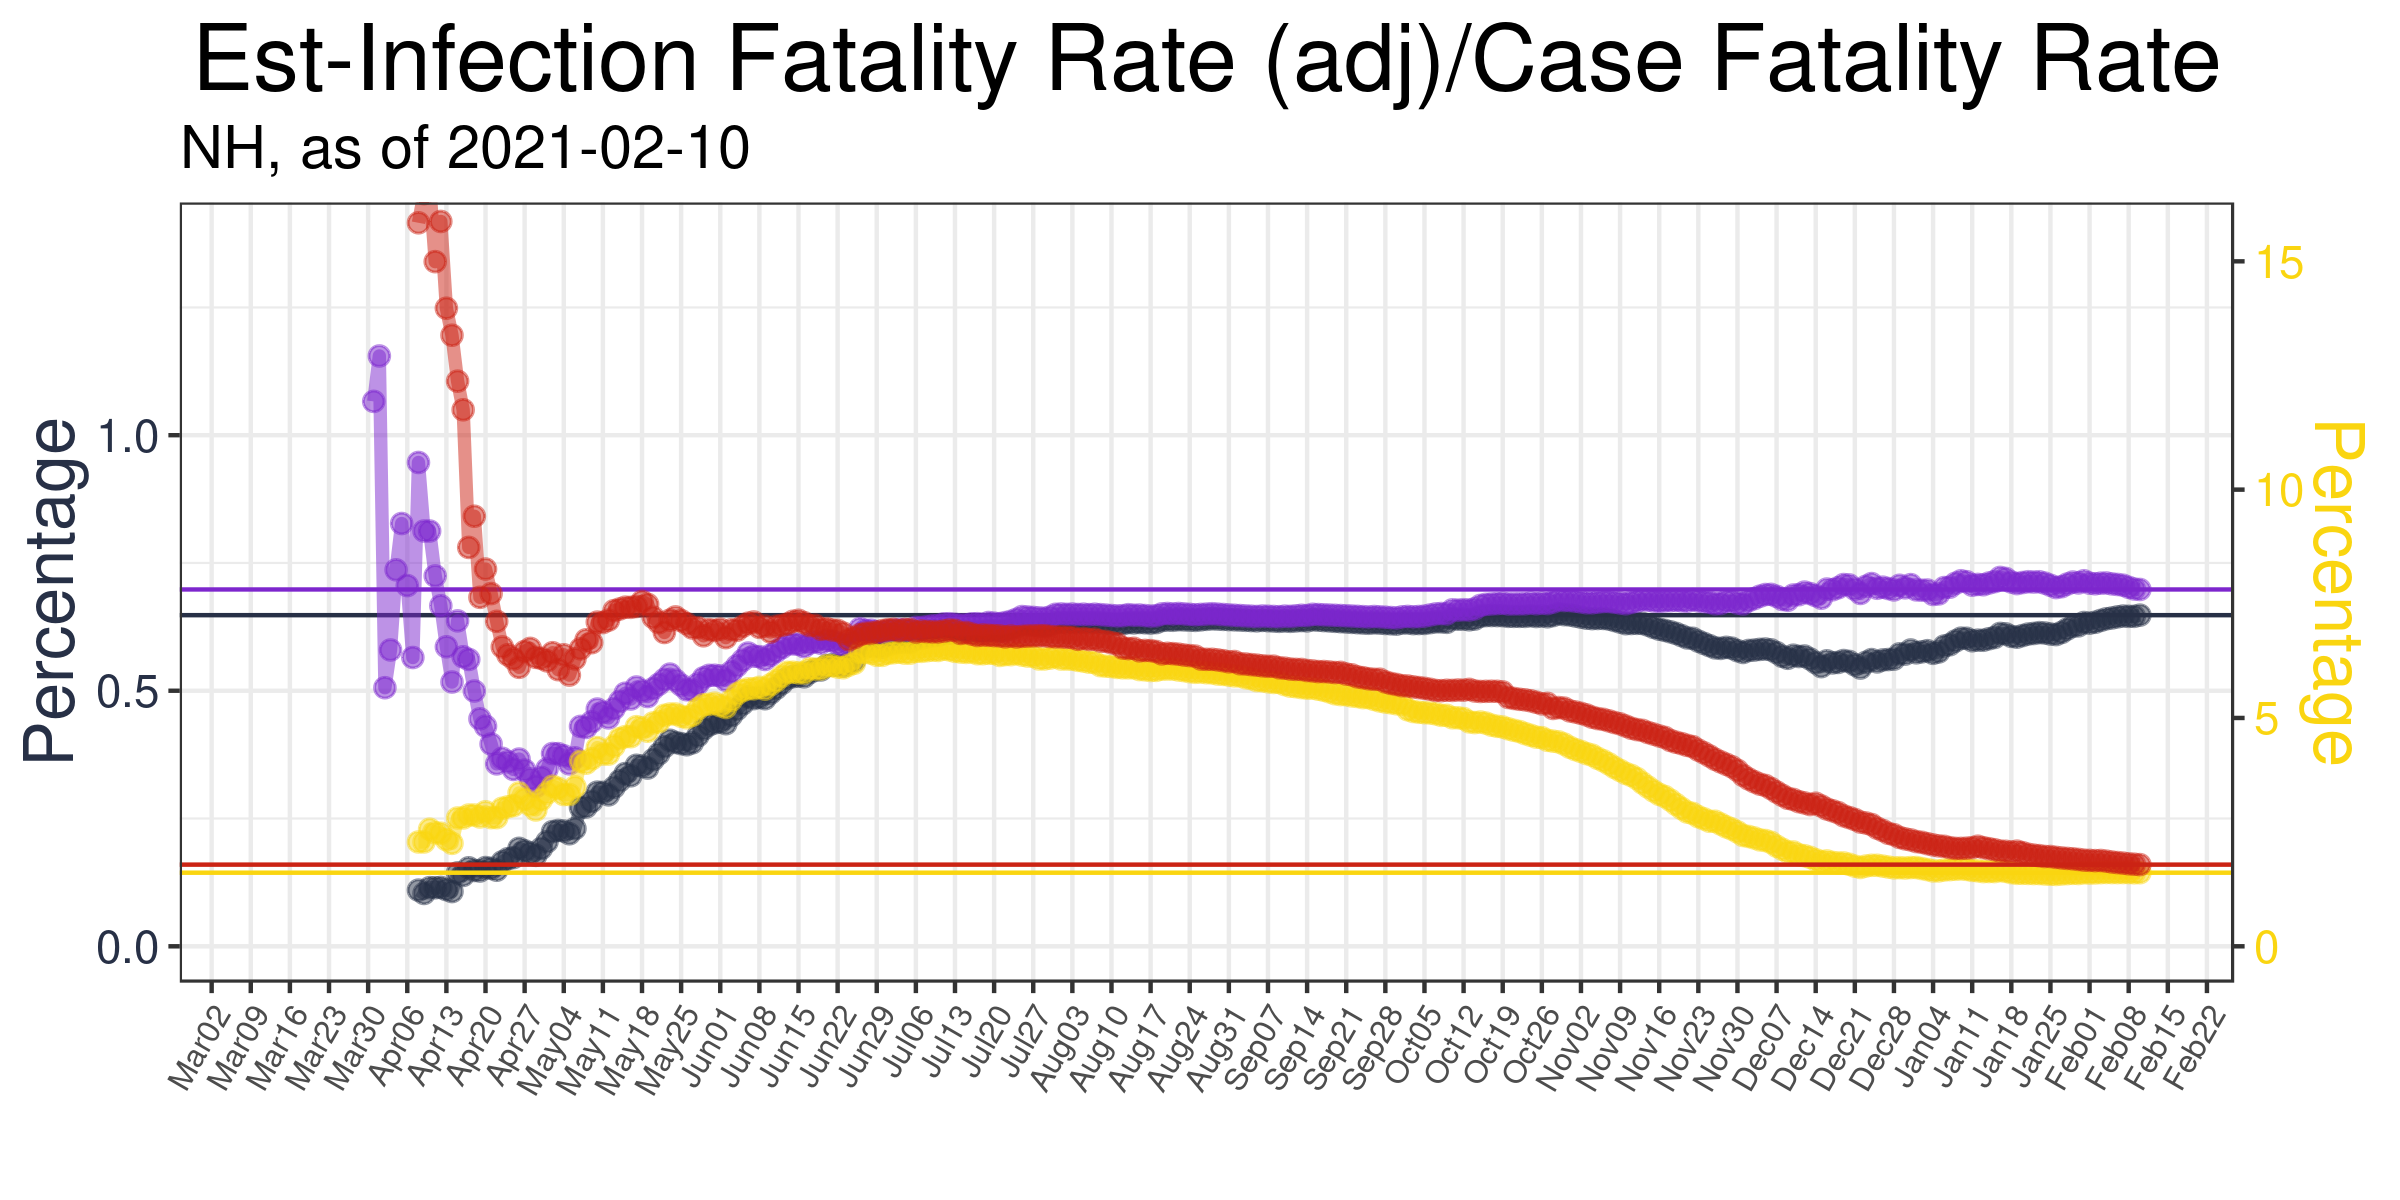 Est-Infection Fatality Rate (adj)/Case Fatality Rate
NH, as of 2021-02-10
Percentage
1.0
0.5
0.0
15
10
5
0
Percentage
Mar02
Mar09
Mar16
Mar23
Mar30
Apr06
Apr13
Apr20
Apr27
May04
May11
May18
May25
Jun01
Jun08
Jun15
Jun22
Jun29
Jul06
Jul13
Jul20
Jul27
Aug03
Aug10
Aug17
Aug24
Aug31
Sep07
Sep14
Sep21
Sep28
Oct05
Oct12
Oct19
Oct26
Nov02
Nov09
Nov16
Nov23
Nov30
Dec07
Dec14
Dec21
Dec28
Jan04
Jan11
Jan18
Jan25
Feb01
Feb08
Feb15
Feb22